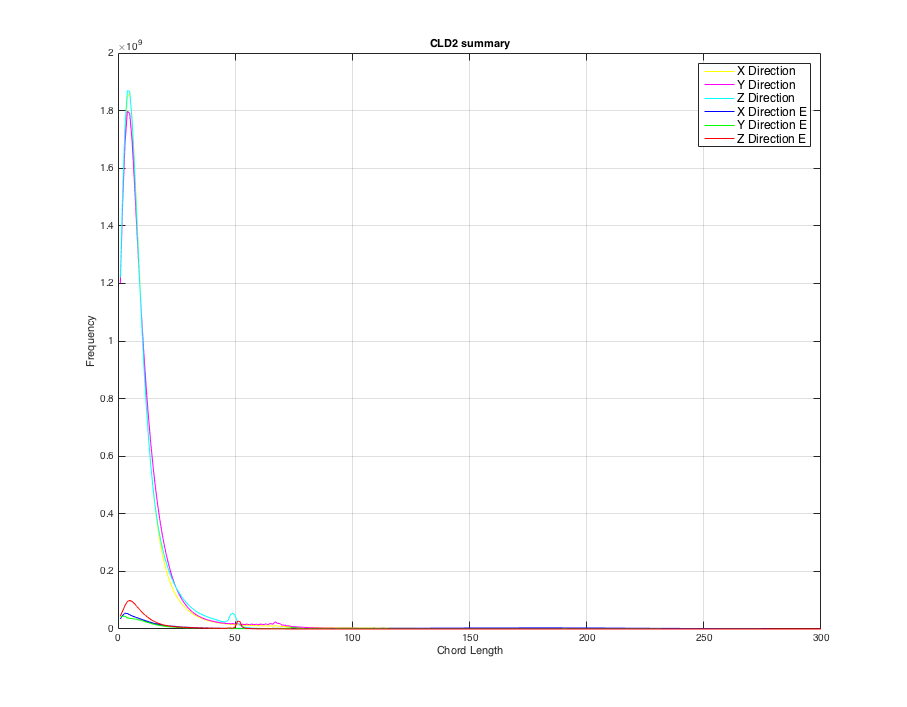 CLD2 summary
×10⁹
2
1.8
1.6
1.4
1.2
1
0.8
0.6
0.4
0.2
0
Frequency
0 50 100 150 200 250 300
Chord Length
X Direction
Y Direction
Z Direction
X Direction E
Y Direction E
Z Direction E